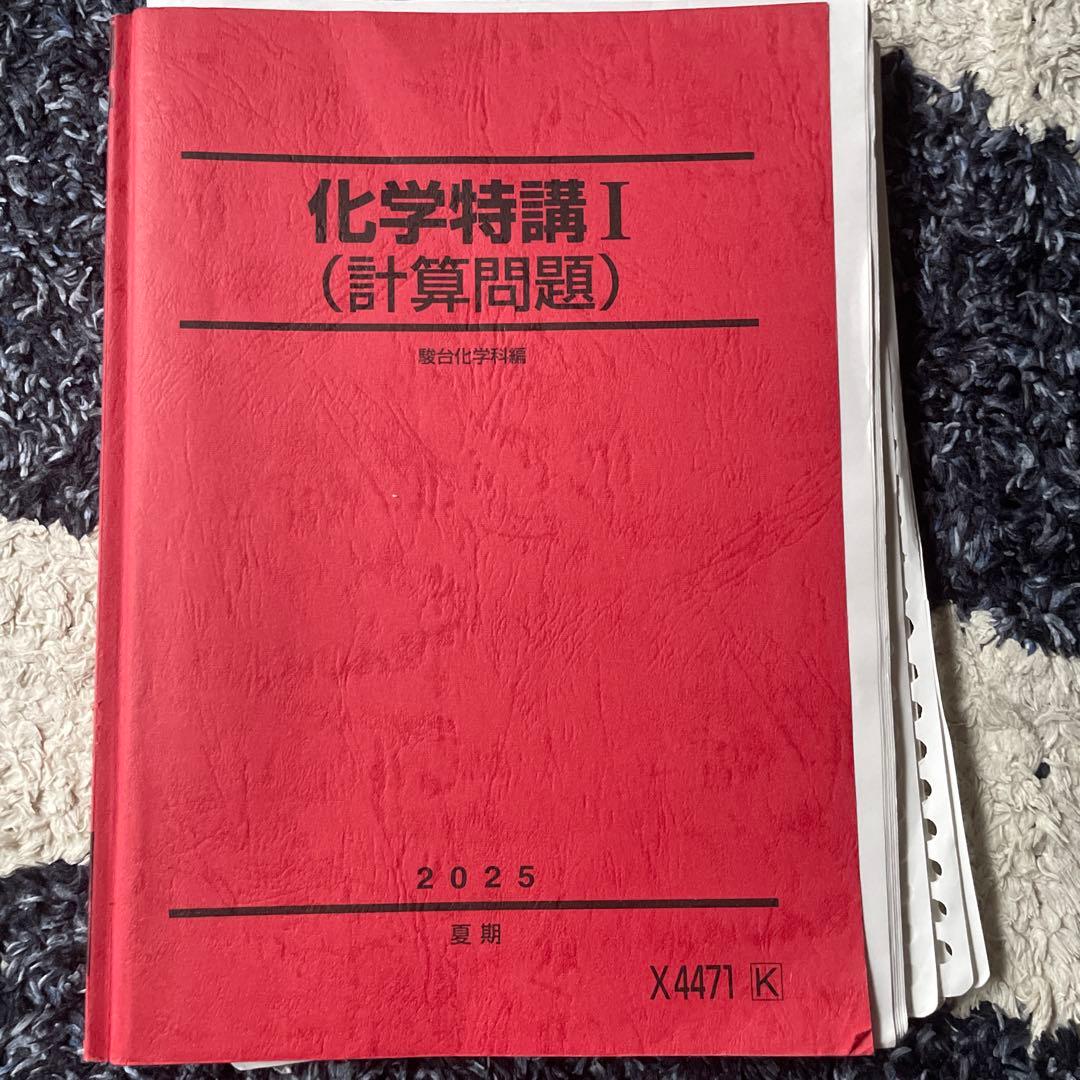 化学特講Ⅰ
（計算問題）
駿台化学科編
2025
夏期
X4471 K